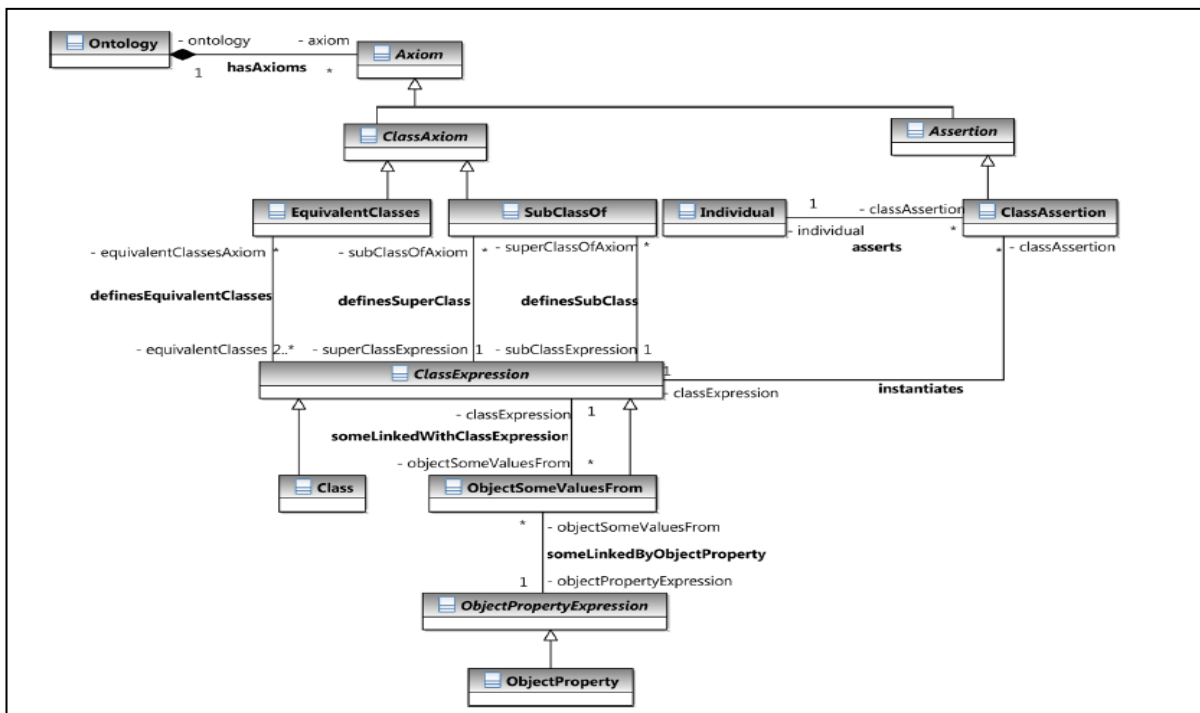 Ontology
- ontology
- axiom
Axiom
1
hasAxioms
*
ClassAxiom
Assertion
EquivalentClasses
SubClassOf
Individual
1
- classAssertion
ClassAssertion
- individual
*
asserts
- equivalentClassesAxiom *
- subClassOfAxiom *
- superClassOfAxiom *
* - classAssertion
definesEquivalentClasses
definesSuperClass
definesSubClass
- equivalentClasses 2..*
- superClassExpression 1
- subClassExpression 1
ClassExpression
1
- classExpression
instantiates
- classExpression 1
someLinkedWithClassExpression
- objectSomeValuesFrom *
Class
ObjectSomeValuesFrom
* - objectSomeValuesFrom
someLinkedByObjectProperty
1 - objectPropertyExpression
ObjectPropertyExpression
ObjectProperty